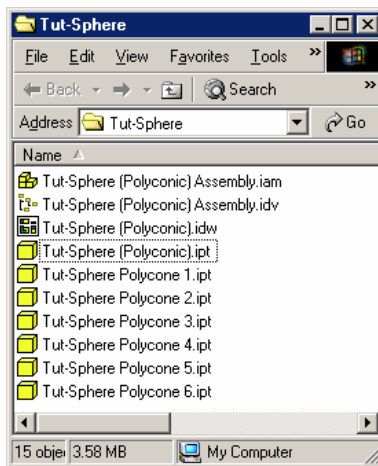 Tut-Sphere
File Edit View Favorites Tools »
Back Search »
Address Tut-Sphere Go
Name
Tut-Sphere (Polyconic) Assembly.iam
Tut-Sphere (Polyconic) Assembly.idv
Tut-Sphere (Polyconic).idw
Tut-Sphere (Polyconic).ipt
Tut-Sphere Polycone 1.ipt
Tut-Sphere Polycone 2.ipt
Tut-Sphere Polycone 3.ipt
Tut-Sphere Polycone 4.ipt
Tut-Sphere Polycone 5.ipt
Tut-Sphere Polycone 6.ipt
15 obje 3.58 MB My Computer